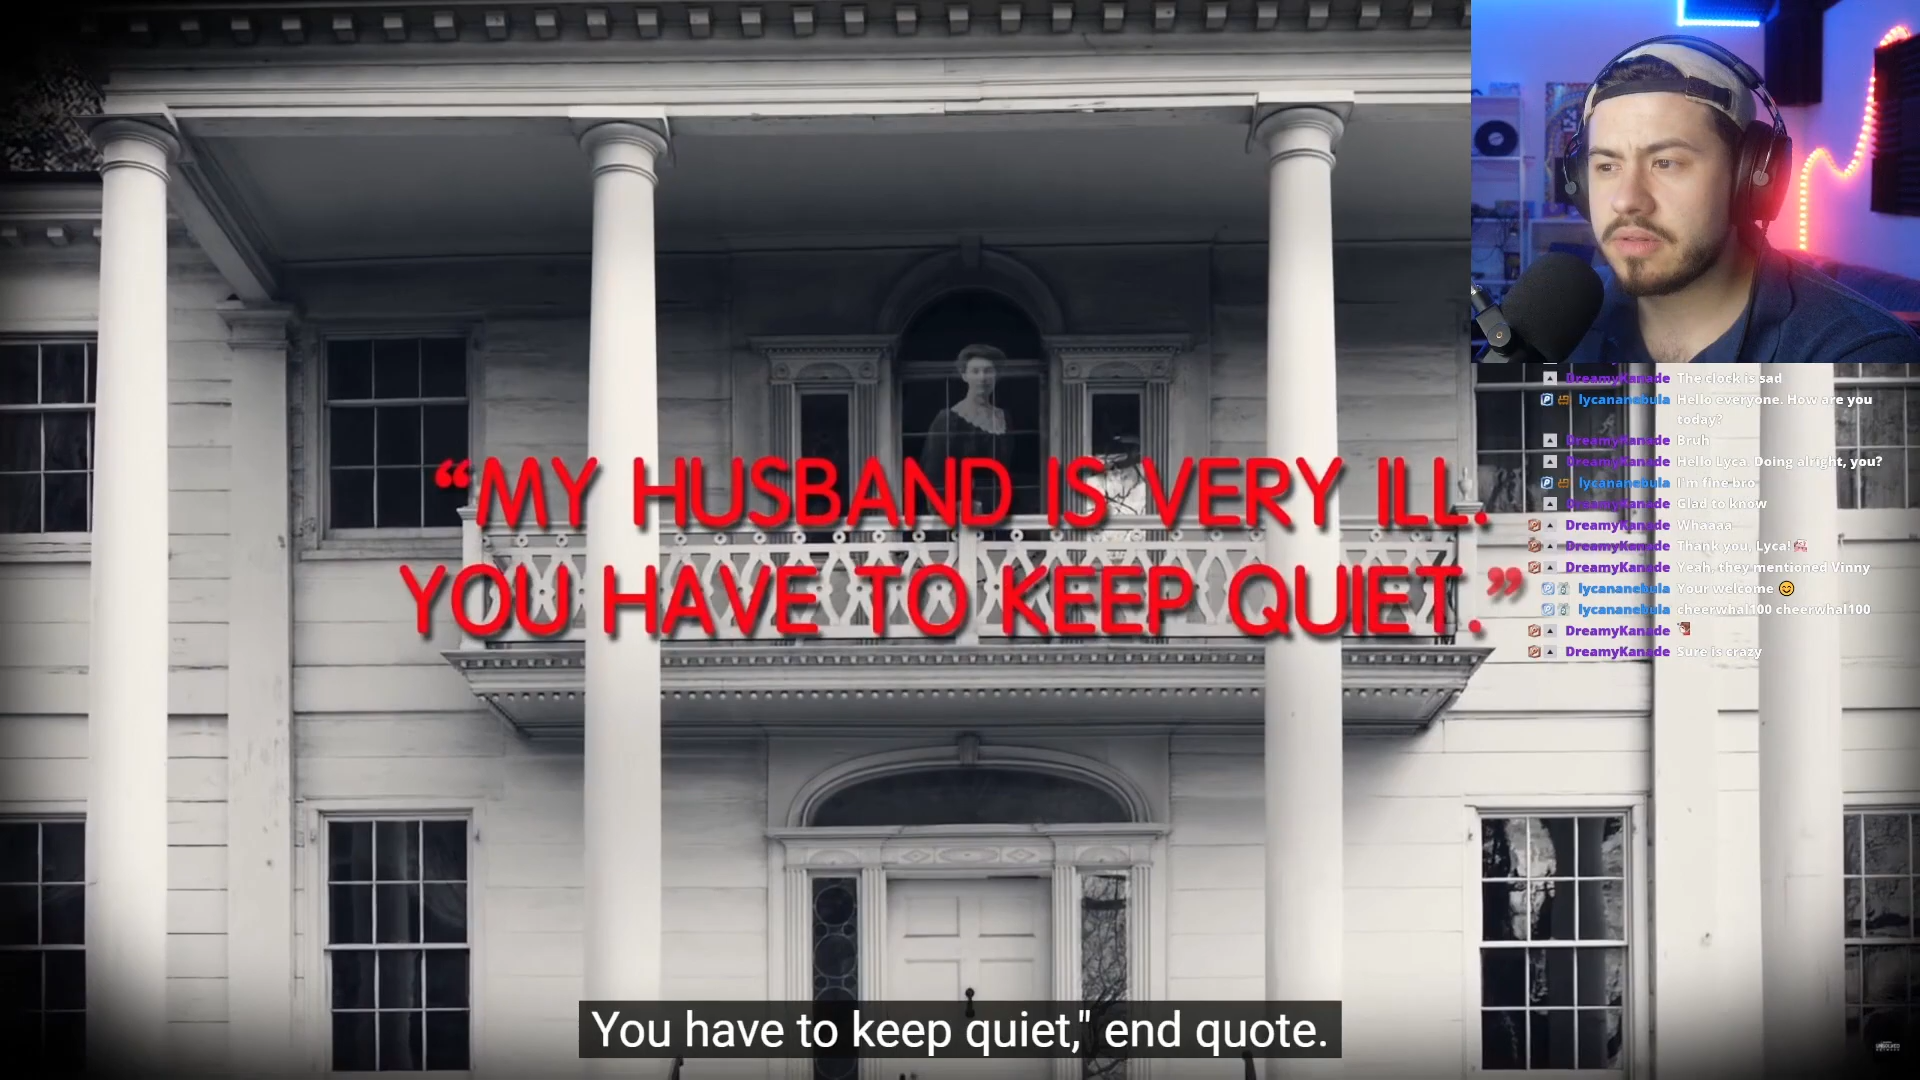 “MY HUSBAND IS VERY ILL.
YOU HAVE TO KEEP QUIET.”
You have to keep quiet," end quote.
DreamyKanade The clock is sad
lycananebula Hello everyone. How are you
today?
DreamyKanade Bruh
DreamyKanade Hello Lyca. Doing alright, you?
lycananebula I'm fine bro
DreamyKanade Glad to know
DreamyKanade Whaaaa
DreamyKanade Thank you, Lyca!
DreamyKanade Yeah, they mentioned Vinny
lycananebula Your welcome 😊
lycananebula cheerwhal100 cheerwhal100
DreamyKanade
DreamyKanade Sure is crazy